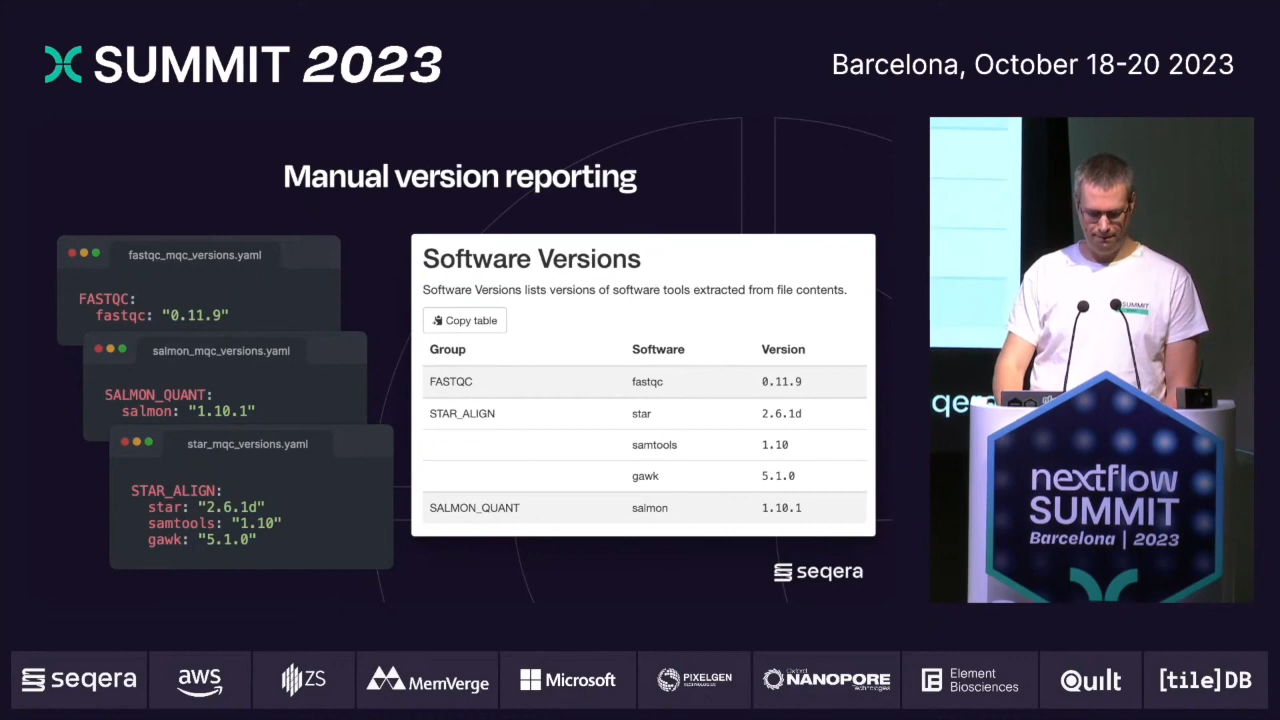 SUMMIT 2023
Barcelona, October 18-20 2023
Manual version reporting
fastqc_mqc_versions.yaml
FASTQC:
fastqc: "0.11.9"
salmon_mqc_versions.yaml
SALMON_QUANT:
salmon: "1.10.1"
star_mqc_versions.yaml
STAR_ALIGN:
star: "2.6.1d"
samtools: "1.10"
gawk: "5.1.0"
Software Versions
Software Versions lists versions of software tools extracted from file contents.
Copy table
Group Software Version
FASTQC fastqc 0.11.9
STAR_ALIGN star 2.6.1d
samtools 1.10
gawk 5.1.0
SALMON_QUANT salmon 1.10.1
seqera
SUMMIT
nextflow
SUMMIT
Barcelona | 2023
seqera
aws
ZS
MemVerge
Microsoft
PIXELGEN
TECHNOLOGIES
Oxford
NANOPORE
Technologies
Element
Biosciences
Quilt
[tile]DB